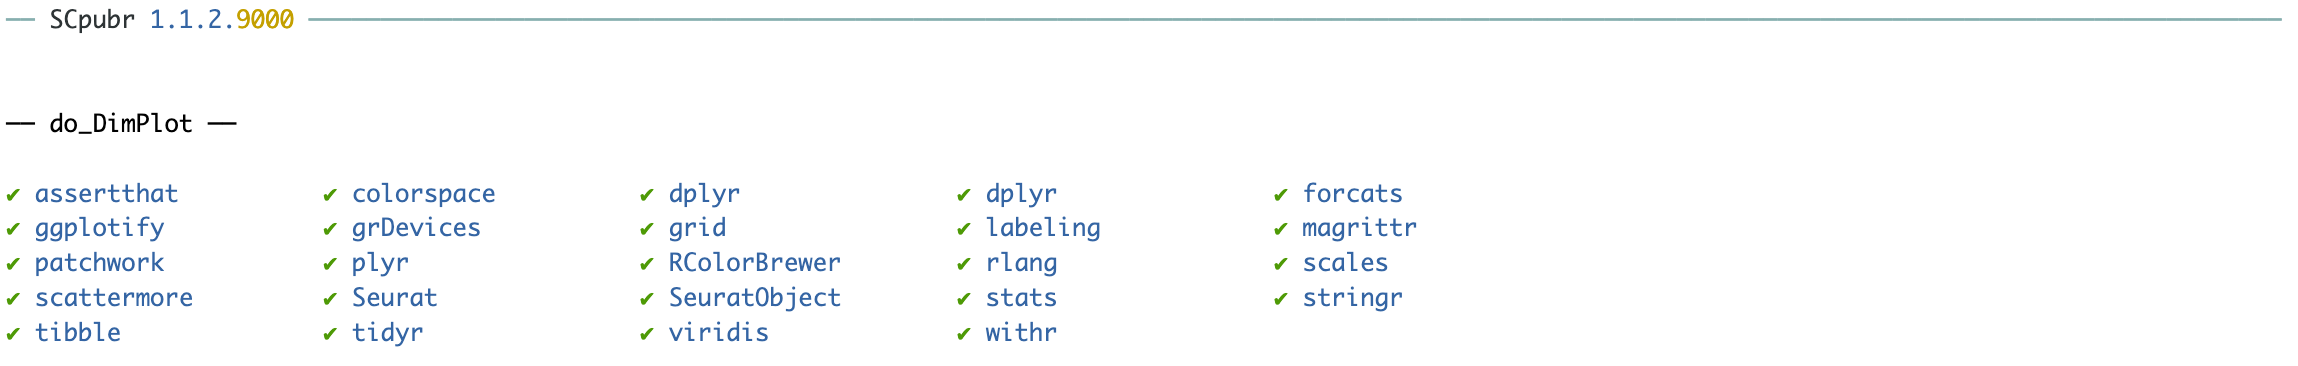 ── SCpubr 1.1.2.9000 ──
── do_DimPlot ──
✔ assertthat ✔ colorspace ✔ dplyr ✔ dplyr ✔ forcats
✔ ggplotify ✔ grDevices ✔ grid ✔ labeling ✔ magrittr
✔ patchwork ✔ plyr ✔ RColorBrewer ✔ rlang ✔ scales
✔ scattermore ✔ Seurat ✔ SeuratObject ✔ stats ✔ stringr
✔ tibble ✔ tidyr ✔ viridis ✔ withr